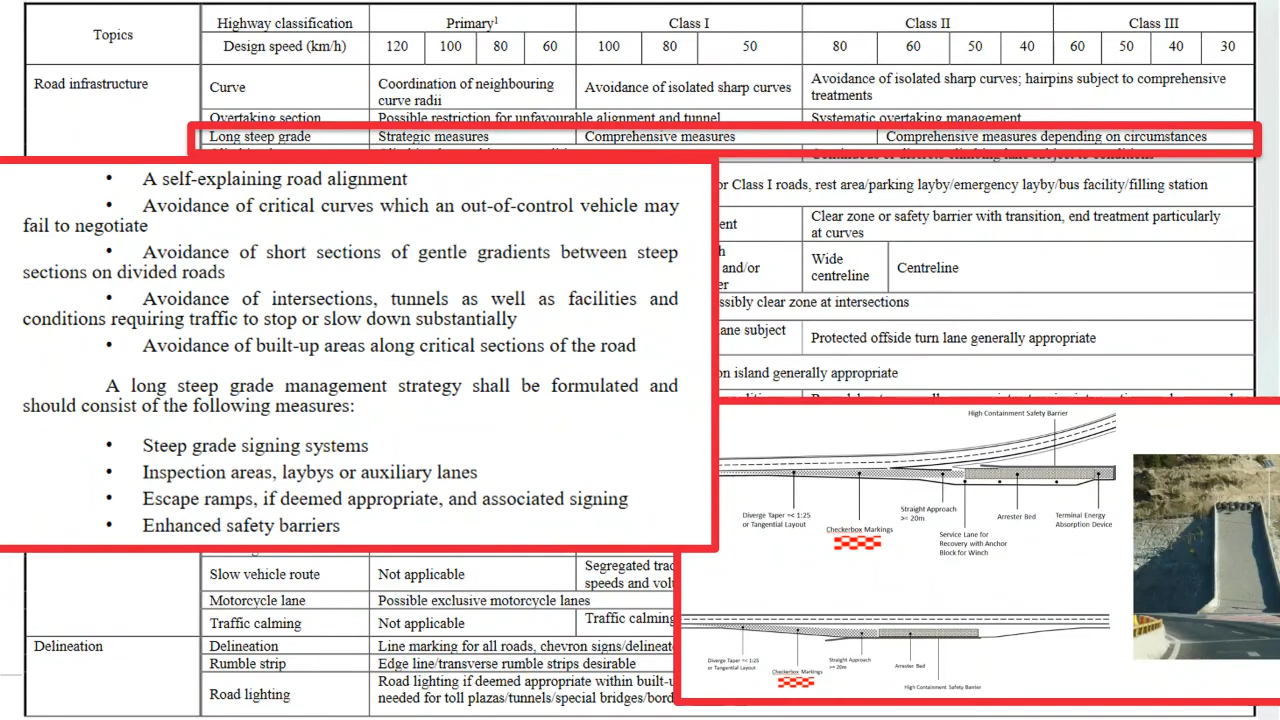 Topics
Highway classification
Primary¹
Class I
Class II
Class III
Design speed (km/h)
120 100 80 60 100 80 50 80 60 50 40 60 50 40 30
Road infrastructure
Curve
Coordination of neighbouring
curve radii
Avoidance of isolated sharp curves
Avoidance of isolated sharp curves; hairpins subject to comprehensive
treatments
Overtaking section
Possible restriction for unfavourable alignment and tunnel
Systematic overtaking management
Long steep grade
Strategic measures
Comprehensive measures
Comprehensive measures depending on circumstances
• A self-explaining road alignment
• Avoidance of critical curves which an out-of-control vehicle may
fail to negotiate
• Avoidance of short sections of gentle gradients between steep
sections on divided roads
• Avoidance of intersections, tunnels as well as facilities and
conditions requiring traffic to stop or slow down substantially
• Avoidance of built-up areas along critical sections of the road
A long steep grade management strategy shall be formulated and
should consist of the following measures:
• Steep grade signing systems
• Inspection areas, laybys or auxiliary lanes
• Escape ramps, if deemed appropriate, and associated signing
• Enhanced safety barriers
or Class I roads, rest area/parking layby/emergency layby/bus facility/filling station
Clear zone or safety barrier with transition, end treatment particularly
at curves
and/or
Wide
centreline
Centreline
clear zone at intersections
lane subject
Protected offside turn lane generally appropriate
island generally appropriate
High Containment Safety Barrier
Diverge Taper =< 1:25
or Tangential Layout
Checkerbox Markings
Straight Approach
>= 20m
Service Lane for
Recovery with Anchor
Block for Winch
Arrester Bed
Terminal Energy
Absorption Device
Diverge Taper =< 1:25
or Tangential Layout
Checkerbox Markings
Straight Approach
>= 20m
Arrester Bed
High Containment Safety Barrier
Slow vehicle route
Not applicable
Segregated
speeds and
Motorcycle lane
Possible exclusive motorcycle lanes
Traffic calming
Not applicable
Traffic calming
Delineation
Delineation
Line marking for all roads, chevron signs/
Rumble strip
Edge line/transverse rumble strips desirable
Road lighting
Road lighting if deemed appropriate within
needed for toll plazas/tunnels/special bridges/